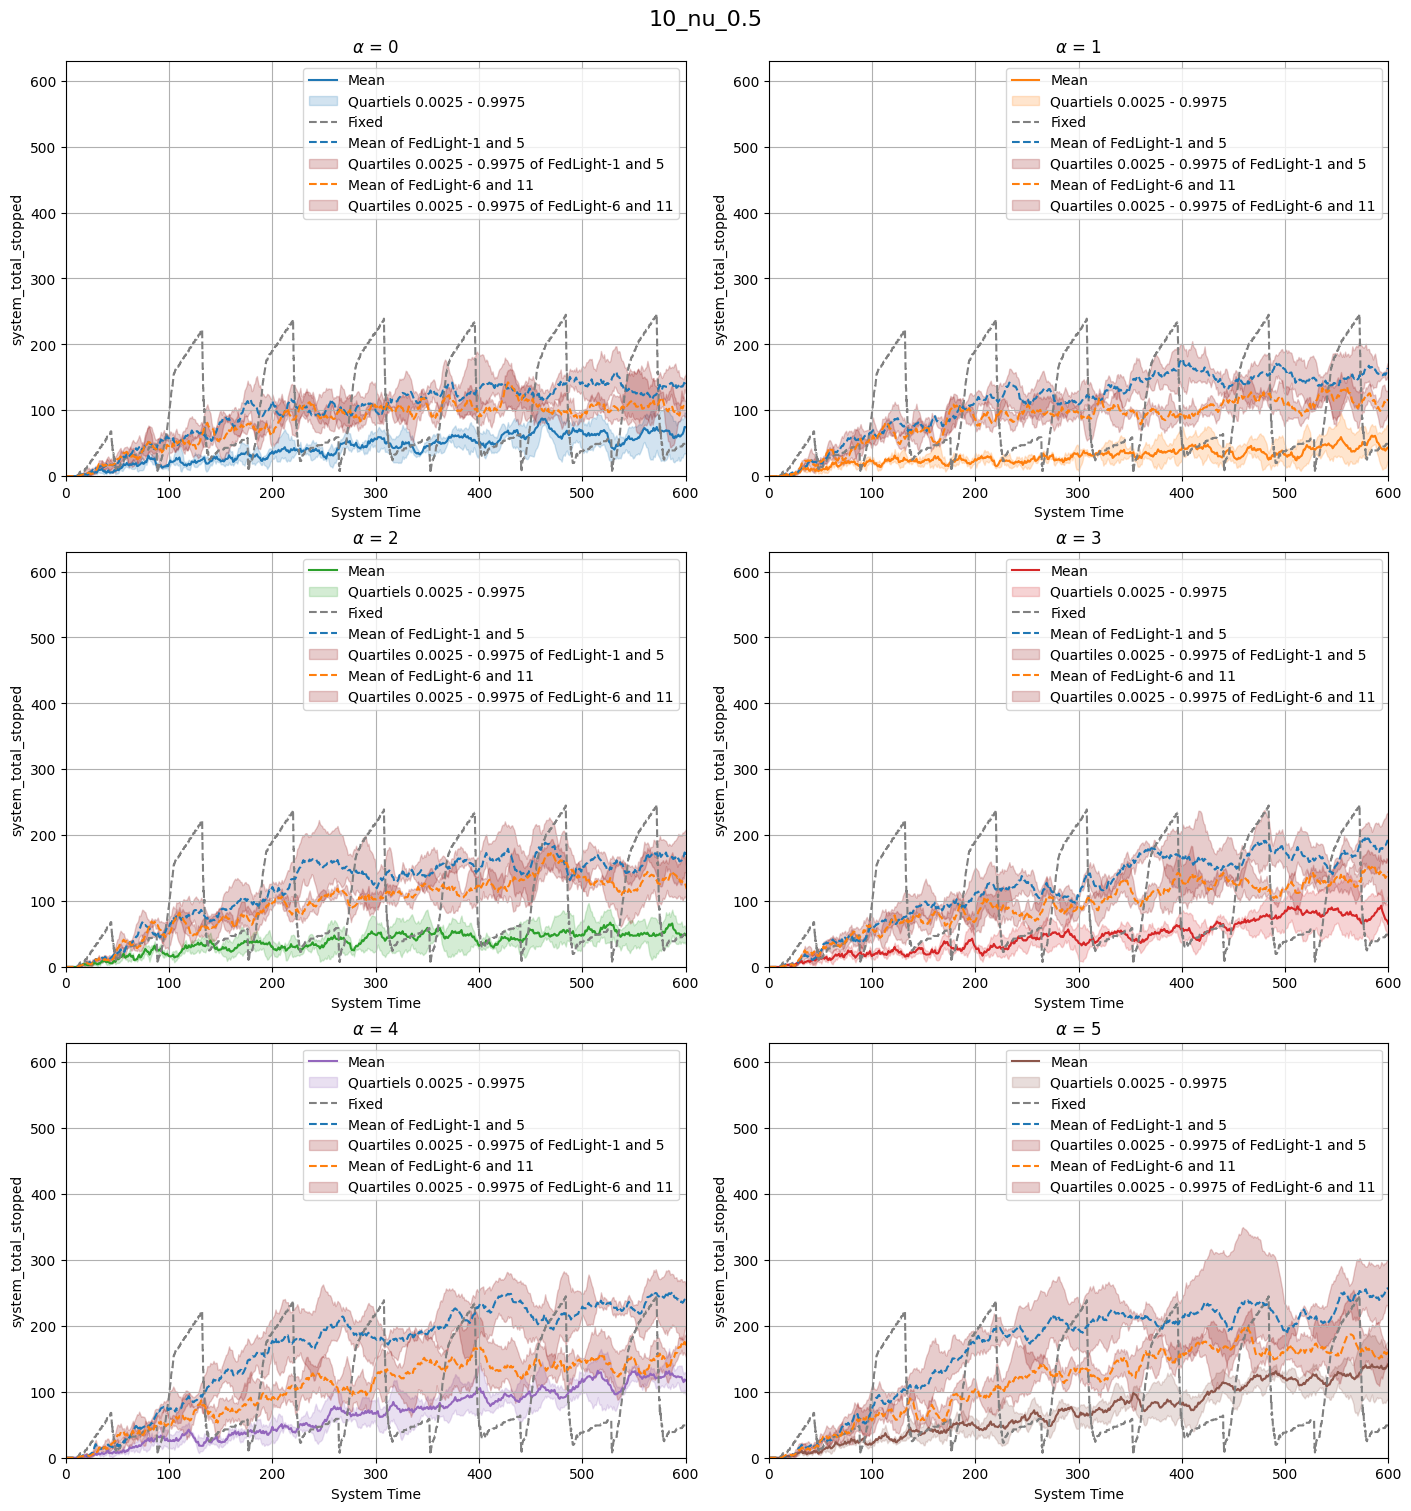 10_nu_0.5
α = 0
Mean
Quartiels 0.0025 - 0.9975
Fixed
Mean of FedLight-1 and 5
Quartiles 0.0025 - 0.9975 of FedLight-1 and 5
Mean of FedLight-6 and 11
Quartiles 0.0025 - 0.9975 of FedLight-6 and 11
system_total_stopped
600
500
400
300
200
100
0
0 100 200 300 400 500 600
System Time
α = 1
Mean
Quartiels 0.0025 - 0.9975
Fixed
Mean of FedLight-1 and 5
Quartiles 0.0025 - 0.9975 of FedLight-1 and 5
Mean of FedLight-6 and 11
Quartiles 0.0025 - 0.9975 of FedLight-6 and 11
system_total_stopped
600
500
400
300
200
100
0
0 100 200 300 400 500 600
System Time
α = 2
Mean
Quartiels 0.0025 - 0.9975
Fixed
Mean of FedLight-1 and 5
Quartiles 0.0025 - 0.9975 of FedLight-1 and 5
Mean of FedLight-6 and 11
Quartiles 0.0025 - 0.9975 of FedLight-6 and 11
system_total_stopped
600
500
400
300
200
100
0
0 100 200 300 400 500 600
System Time
α = 3
Mean
Quartiels 0.0025 - 0.9975
Fixed
Mean of FedLight-1 and 5
Quartiles 0.0025 - 0.9975 of FedLight-1 and 5
Mean of FedLight-6 and 11
Quartiles 0.0025 - 0.9975 of FedLight-6 and 11
system_total_stopped
600
500
400
300
200
100
0
0 100 200 300 400 500 600
System Time
α = 4
Mean
Quartiels 0.0025 - 0.9975
Fixed
Mean of FedLight-1 and 5
Quartiles 0.0025 - 0.9975 of FedLight-1 and 5
Mean of FedLight-6 and 11
Quartiles 0.0025 - 0.9975 of FedLight-6 and 11
system_total_stopped
600
500
400
300
200
100
0
0 100 200 300 400 500 600
System Time
α = 5
Mean
Quartiels 0.0025 - 0.9975
Fixed
Mean of FedLight-1 and 5
Quartiles 0.0025 - 0.9975 of FedLight-1 and 5
Mean of FedLight-6 and 11
Quartiles 0.0025 - 0.9975 of FedLight-6 and 11
system_total_stopped
600
500
400
300
200
100
0
0 100 200 300 400 500 600
System Time